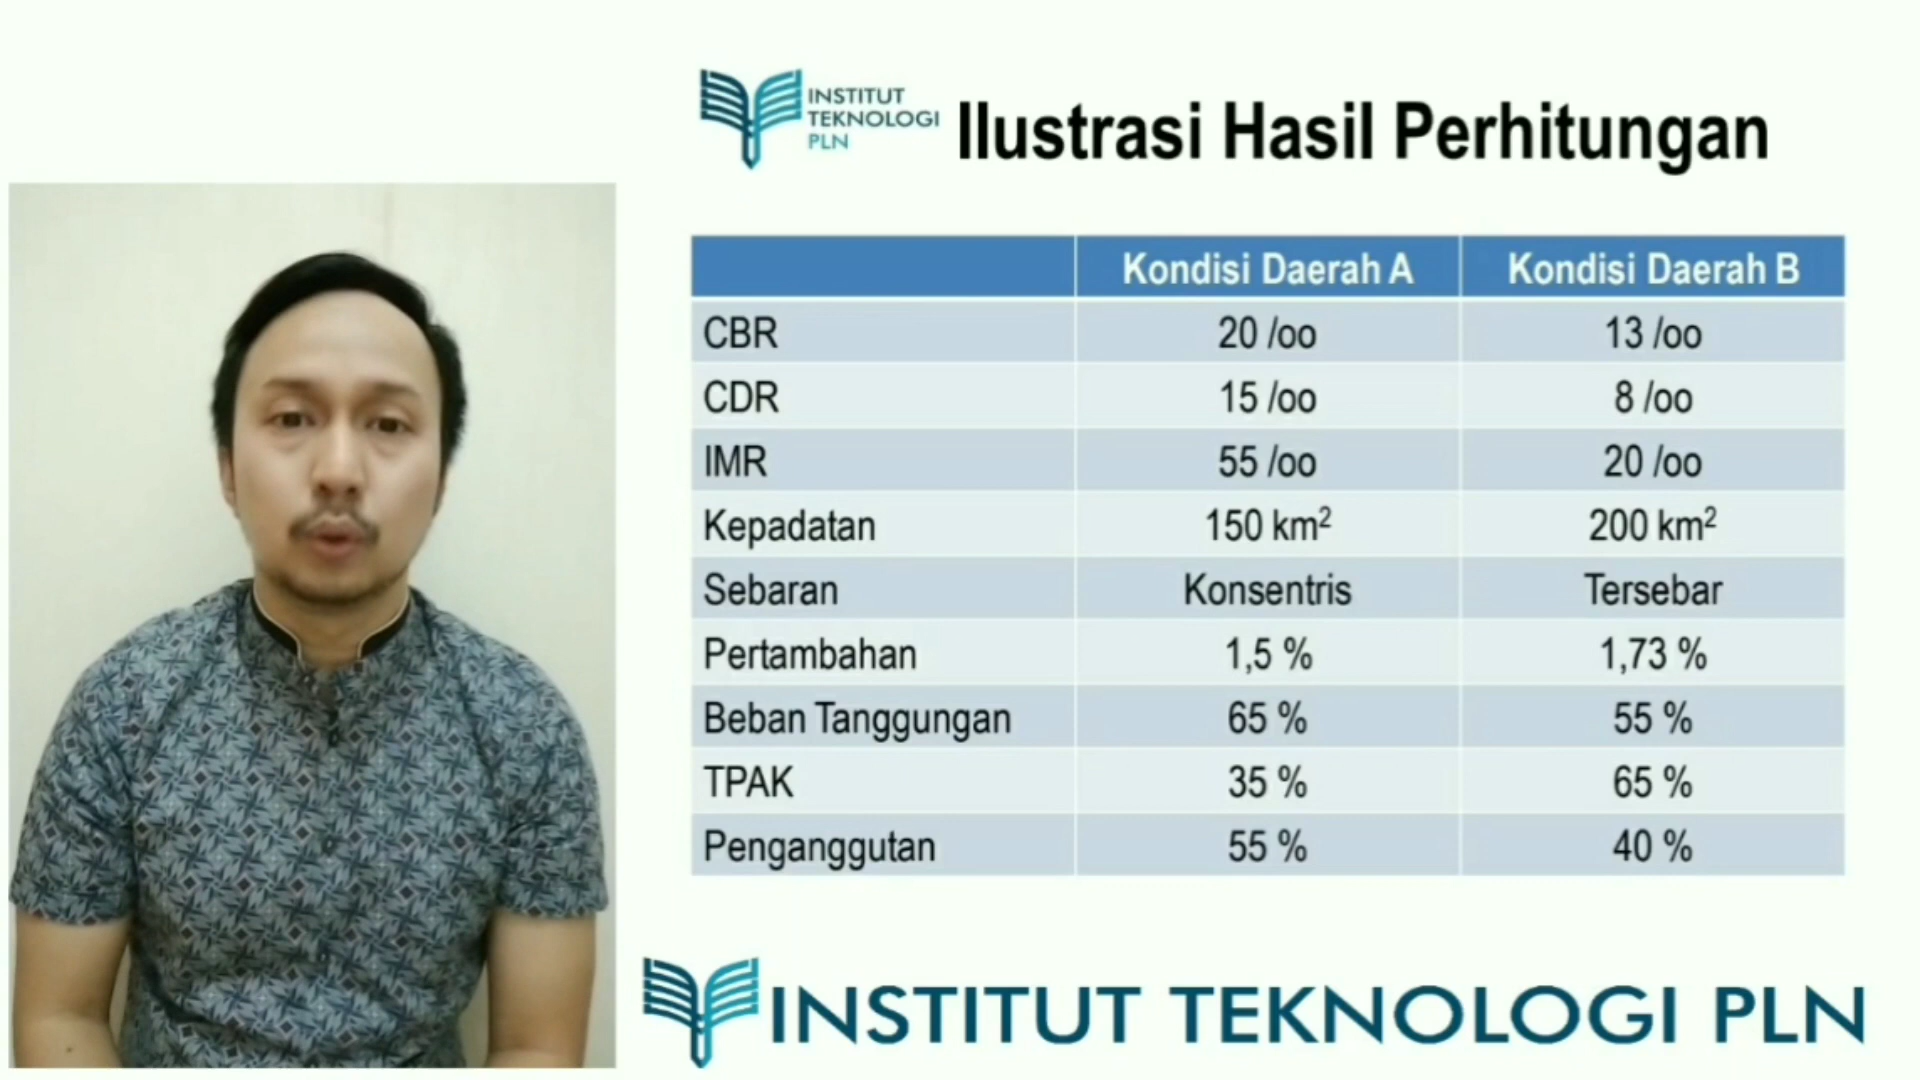 INSTITUT
TEKNOLOGI
PLN
Ilustrasi Hasil Perhitungan
Kondisi Daerah A Kondisi Daerah B
CBR 20 /oo 13 /oo
CDR 15 /oo 8 /oo
IMR 55 /oo 20 /oo
Kepadatan 150 km² 200 km²
Sebaran Konsentris Tersebar
Pertambahan 1,5 % 1,73 %
Beban Tanggungan 65 % 55 %
TPAK 35 % 65 %
Penganggutan 55 % 40 %
INSTITUT TEKNOLOGI PLN